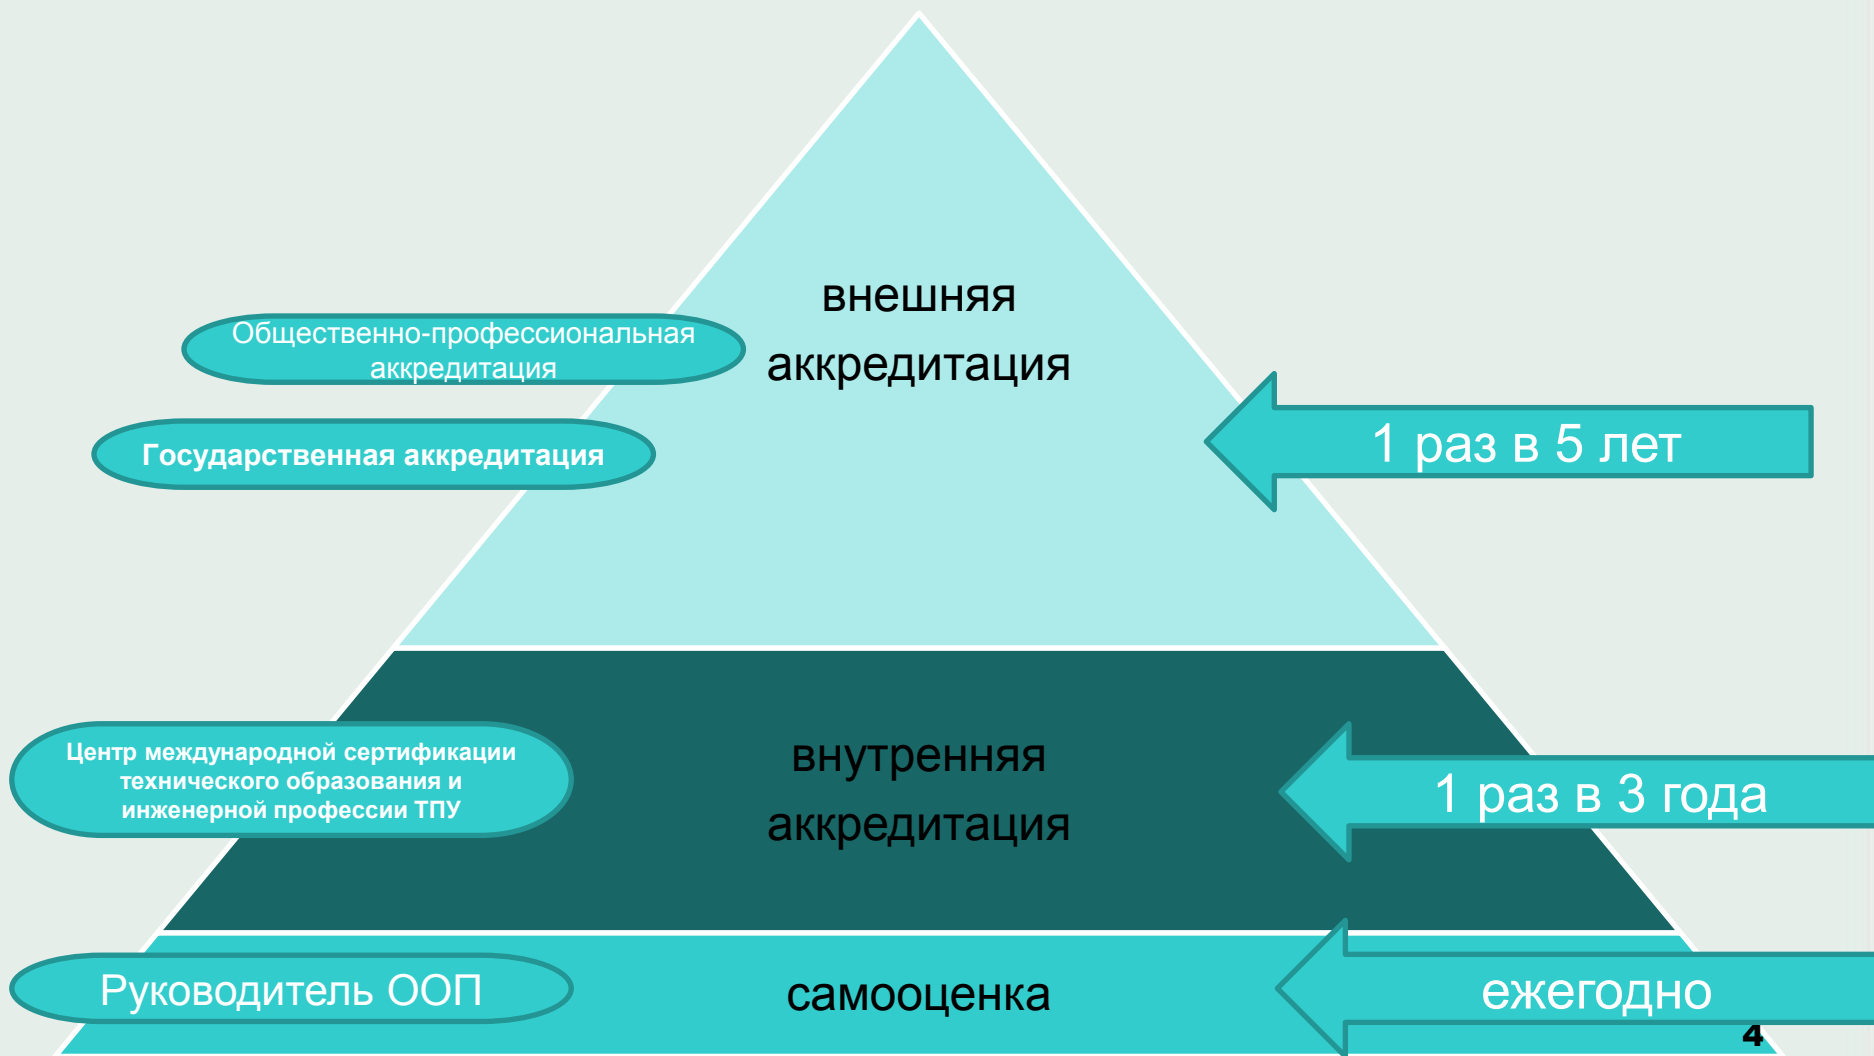 внешняя
аккредитация
Общественно-профессиональная
аккредитация
Государственная аккредитация
1 раз в 5 лет
Центр международной сертификации
технического образования и
инженерной профессии ТПУ
внутренняя
аккредитация
1 раз в 3 года
Руководитель ООП
самооценка
ежегодно
4